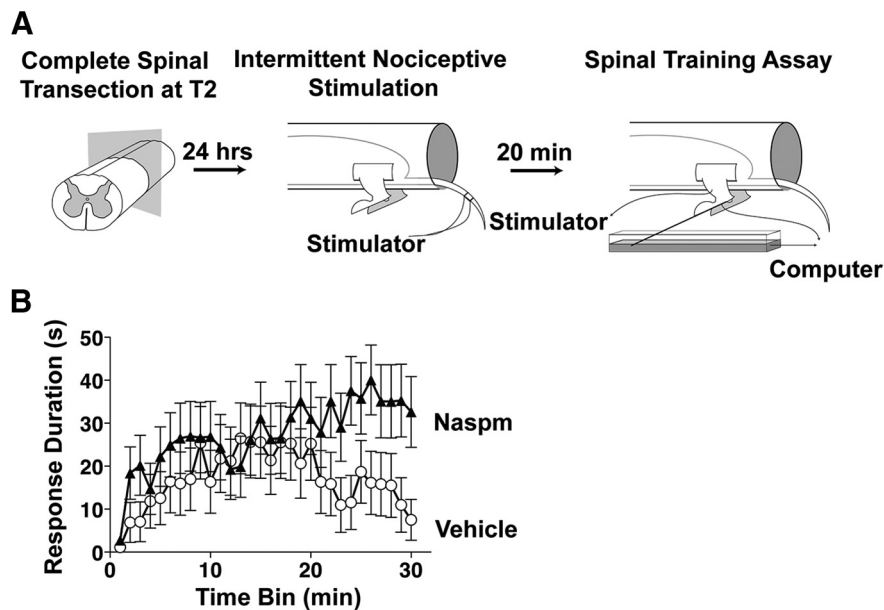 A
Complete Spinal
Transection at T2
24 hrs
Intermittent Nociceptive
Stimulation
Stimulator
20 min
Spinal Training Assay
Stimulator
Computer
B
Response Duration (s)
50
40
30
20
10
0
Naspm
Vehicle
0
10
20
30
Time Bin (min)